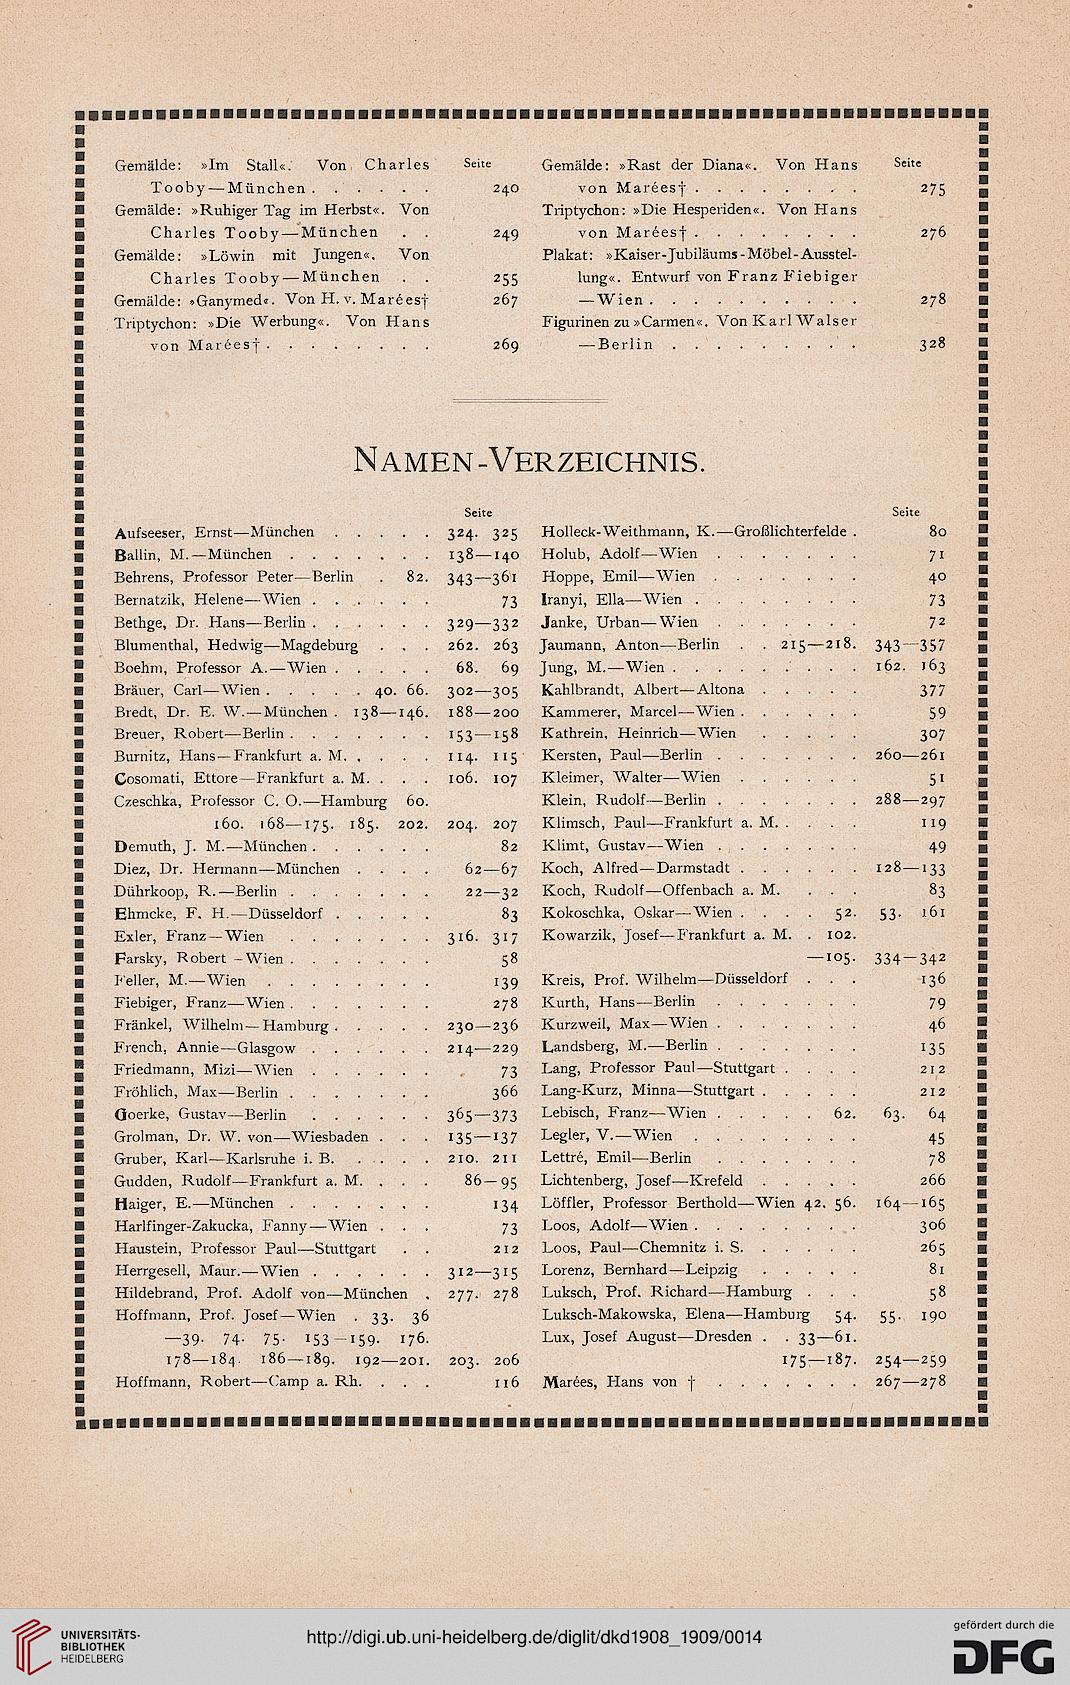 Seite
Gemälde: »Im Stall«. Von Charles
Tooby—München . . . . . . 240
Gemälde: »Ruhiger Tag im Herbst«. Von
Charles Tooby—München . . 249
Gemälde: »Löwin mit Jungen«. Von
Charles Tooby—München . . 255
Gemälde: »Ganymed«. Von H. v. Marées† 267
Triptychon: »Die Werbung«. Von Hans
von Marées† . . . . . . . . 269
Seite
Gemälde: »Rast der Diana«. Von Hans
von Marées† . . . . . . . . 275
Triptychon: »Die Hesperiden«. Von Hans
von Marées† . . . . . . . . 276
Plakat: »Kaiser-Jubiläums-Möbel-Ausstel-
lung«. Entwurf von Franz Fiebiger
—Wien . . . . . . . . . . 278
Figurinen zu »Carmen«. Von Karl Walser
—Berlin . . . . . . . . . 328
NAMEN-VERZEICHNIS.
Seite
Aufseeser, Ernst—München . . . . . 324. 325
Ballin, M.—München . . . . . . . 138—140
Behrens, Professor Peter—Berlin . 82. 343—361
Bernatzik, Helene—Wien . . . . . . 73
Bethge, Dr. Hans—Berlin . . . . . . 329—332
Blumenthal, Hedwig—Magdeburg . . . 262. 263
Boehm, Professor A.—Wien . . . . . 68. 69
Bräuer, Carl—Wien . . . . . 40. 66. 302—305
Bredt, Dr. E. W.—München . 138—146. 188—200
Breuer, Robert—Berlin . . . . . . . 153—158
Burnitz, Hans—Frankfurt a. M. . . . . 114. 115
Cosomati, Ettore—Frankfurt a. M. . . . 106. 107
Czeschka, Professor C. O.—Hamburg 60.
160. 168—175. 185. 202. 204. 207
Demuth, J. M.—München . . . . . . 82
Diez, Dr. Hermann—München . . . . 62—67
Dührkoop, R.—Berlin . . . . . . . 22—32
Ehmcke, F. H.—Düsseldorf . . . . . 83
Exler, Franz—Wien . . . . . . . 316. 317
Farsky, Robert —Wien . . . . . . . 58
Feller, M.—Wien . . . . . . . . 139
Fiebiger, Franz—Wien . . . . . . . 278
Fränkel, Wilhelm—Hamburg . . . . . 230—236
French, Annie—Glasgow . . . . . . 214—229
Friedmann, Mizi—Wien . . . . . . 73
Fröhlich, Max—Berlin . . . . . . . 366
Goerke, Gustav—Berlin . . . . . . 365—373
Grolman, Dr. W. von—Wiesbaden . . . 135—137
Gruber, Karl—Karlsruhe i. B. . . . . 210. 211
Gudden, Rudolf—Frankfurt a. M. . . . 86—95
Haiger, E.—München . . . . . . . 134
Harlfinger-Zakucka, Fanny—Wien . . . 73
Haustein, Professor Paul—Stuttgart . . 212
Herrgesell, Maur.—Wien . . . . . . 312—315
Hildebrand, Prof. Adolf von—München . 277. 278
Hoffmann, Prof. Josef—Wien . 33. 36
—39. 74. 75. 153—159. 176.
178—184. 186—189. 192—201. 203. 206
Hoffmann, Robert—Camp a. Rh. . . . 116
Seite
Holleck-Weithmann, K.—Großlichterfelde . 80
Holub, Adolf—Wien . . . . . . . 71
Hoppe, Emil—Wien . . . . . . . 40
Iranyi, Ella—Wien . . . . . . . . 73
Janke, Urban—Wien . . . . . . . 72
Jaumann, Anton—Berlin . . 215—218. 343—357
Jung, M.—Wien . . . . . . . . . 162. 163
Kahlbrandt, Albert—Altona . . . . . 377
Kammerer, Marcel—Wien . . . . . . 59
Kathrein, Heinrich—Wien . . . . . 307
Kersten, Paul—Berlin . . . . . . . 260—261
Kleimer, Walter—Wien . . . . . . 51
Klein, Rudolf—Berlin . . . . . . . 288—297
Klimsch, Paul—Frankfurt a. M. . . . . 119
Klimt, Gustav—Wien . . . . . . . 49
Koch, Alfred—Darmstadt . . . . . . 128—133
Koch, Rudolf—Offenbach a. M. . . . 83
Kokoschka, Oskar—Wien . . . . 52. 53. 161
Kowarzik, Josef—Frankfurt a. M. . 102.
—105. 334—342
Kreis, Prof. Wilhelm—Düsseldorf . . . 136
Kurth, Hans—Berlin . . . . . . . 79
Kurzweil, Max—Wien . . . . . . . 46
Landsberg, M.—Berlin . . . . . . . 135
Lang, Professor Paul—Stuttgart . . . . 212
Lang-Kurz, Minna—Stuttgart . . . . . 212
Lebisch, Franz—Wien . . . . . 62. 63. 64
Legler, V.—Wien . . . . . . . . 45
Lettré, Emil—Berlin . . . . . . 78
Lichtenberg, Josef—Krefeld . . . . . 266
Löffler, Professor Berthold—Wien 42. 56. 164—165
Loos, Adolf—Wien . . . . . . . . 306
Loos, Paul—Chemnitz i. S. . . . . . 265
Lorenz, Bernhard—Leipzig . . . . . 81
Luksch, Prof. Richard—Hamburg . . . 58
Luksch-Makowska, Elena—Hamburg 54. 55. 190
Lux, Josef August—Dresden . . 33—61.
175—187. 254—259
Marées, Hans von † . . . . . . . 267—278
UNIVERSITÄTS-
BIBLIOTHEK
HEIDELBERG
http://digi.ub.uni-heidelberg.de/diglit/dkd1908_1909/0014
gefördert durch die
DFG